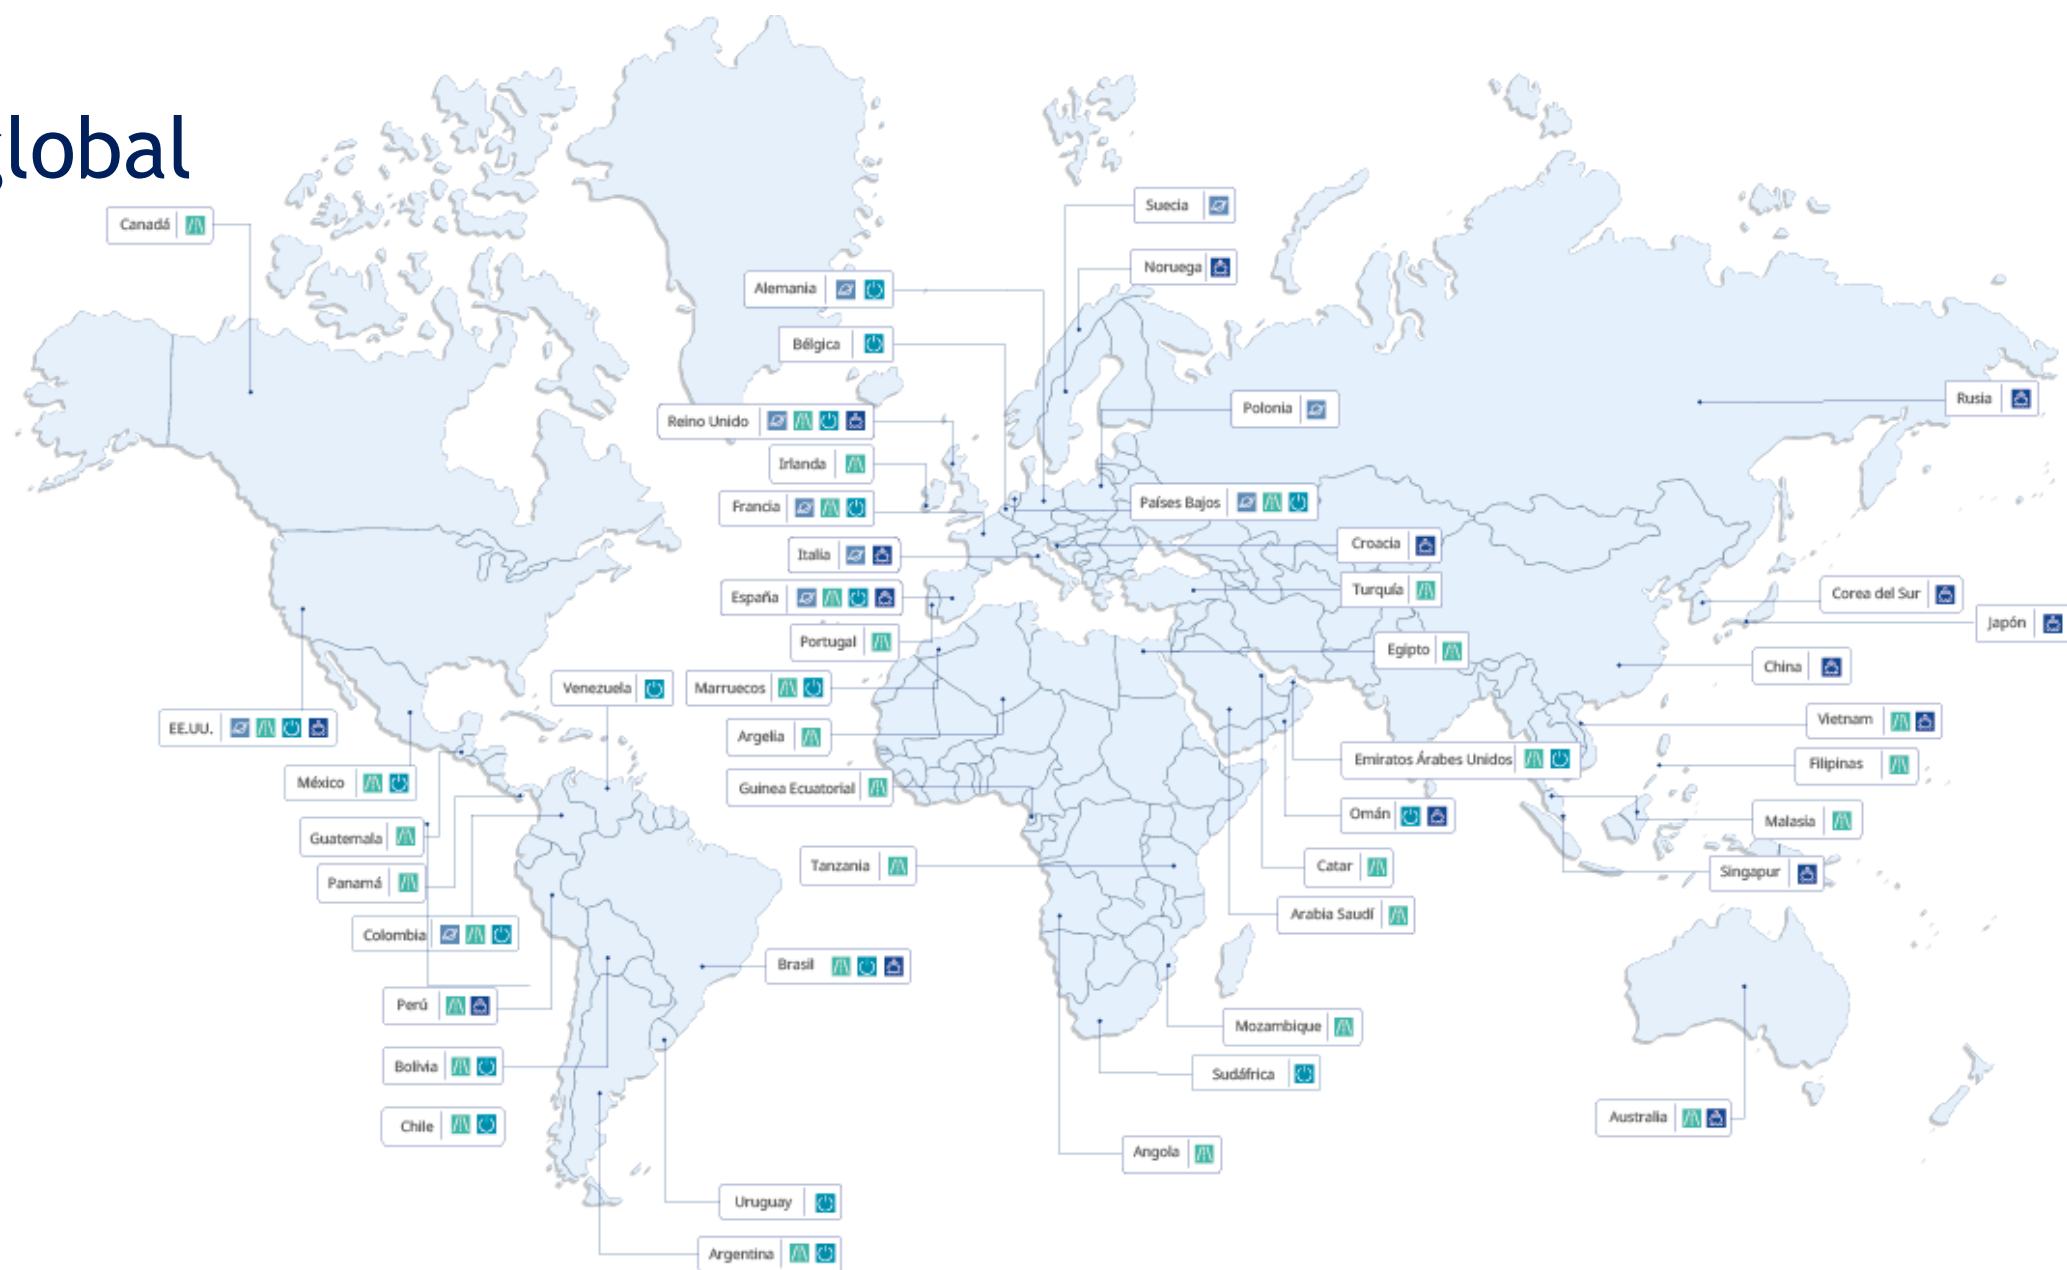 global
Canadá
Suecia
Noruega
Alemania
Bélgica
Rusia
Polonia
Reino Unido
Irlanda
Países Bajos
Francia
Croacia
Italia
Turquía
Corea del Sur
España
Japón
Portugal
Egipto
China
Venezuela
Marruecos
Vietnam
EE.UU.
Argelia
Emiratos Árabes Unidos
Filipinas
México
Guinea Ecuatorial
Omán
Malasia
Guatemala
Tanzania
Catar
Singapur
Panamá
Arabia Saudí
Colombia
Brasil
Perú
Mozambique
Bolivia
Sudáfrica
Chile
Australia
Angola
Uruguay
Argentina